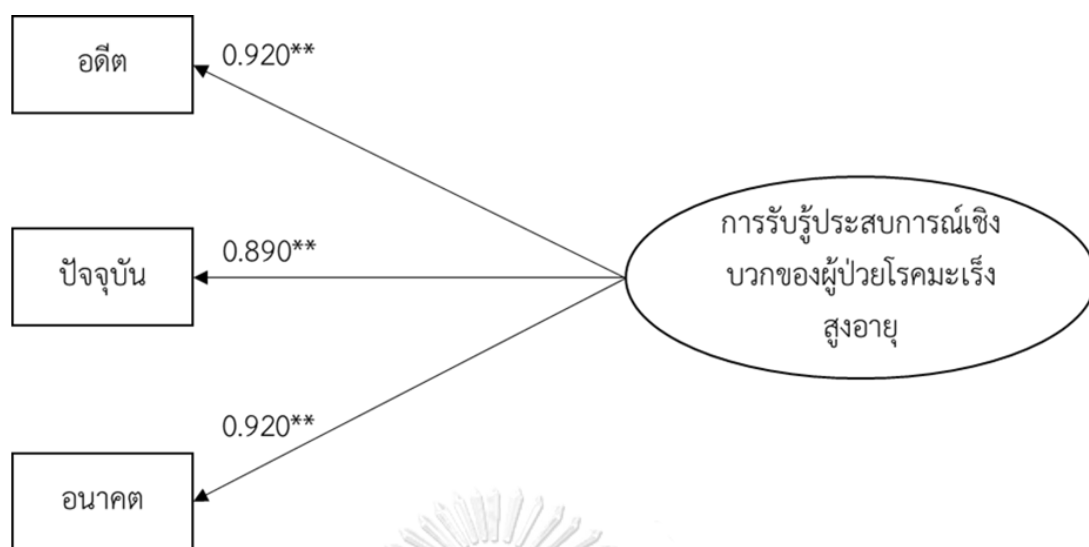 อดีต
0.920**
ปัจจุบัน
0.890**
การรับรู้ประสบการณ์เชิง
บวกของผู้ป่วยโรคมะเร็ง
สูงอายุ
0.920**
อนาคต